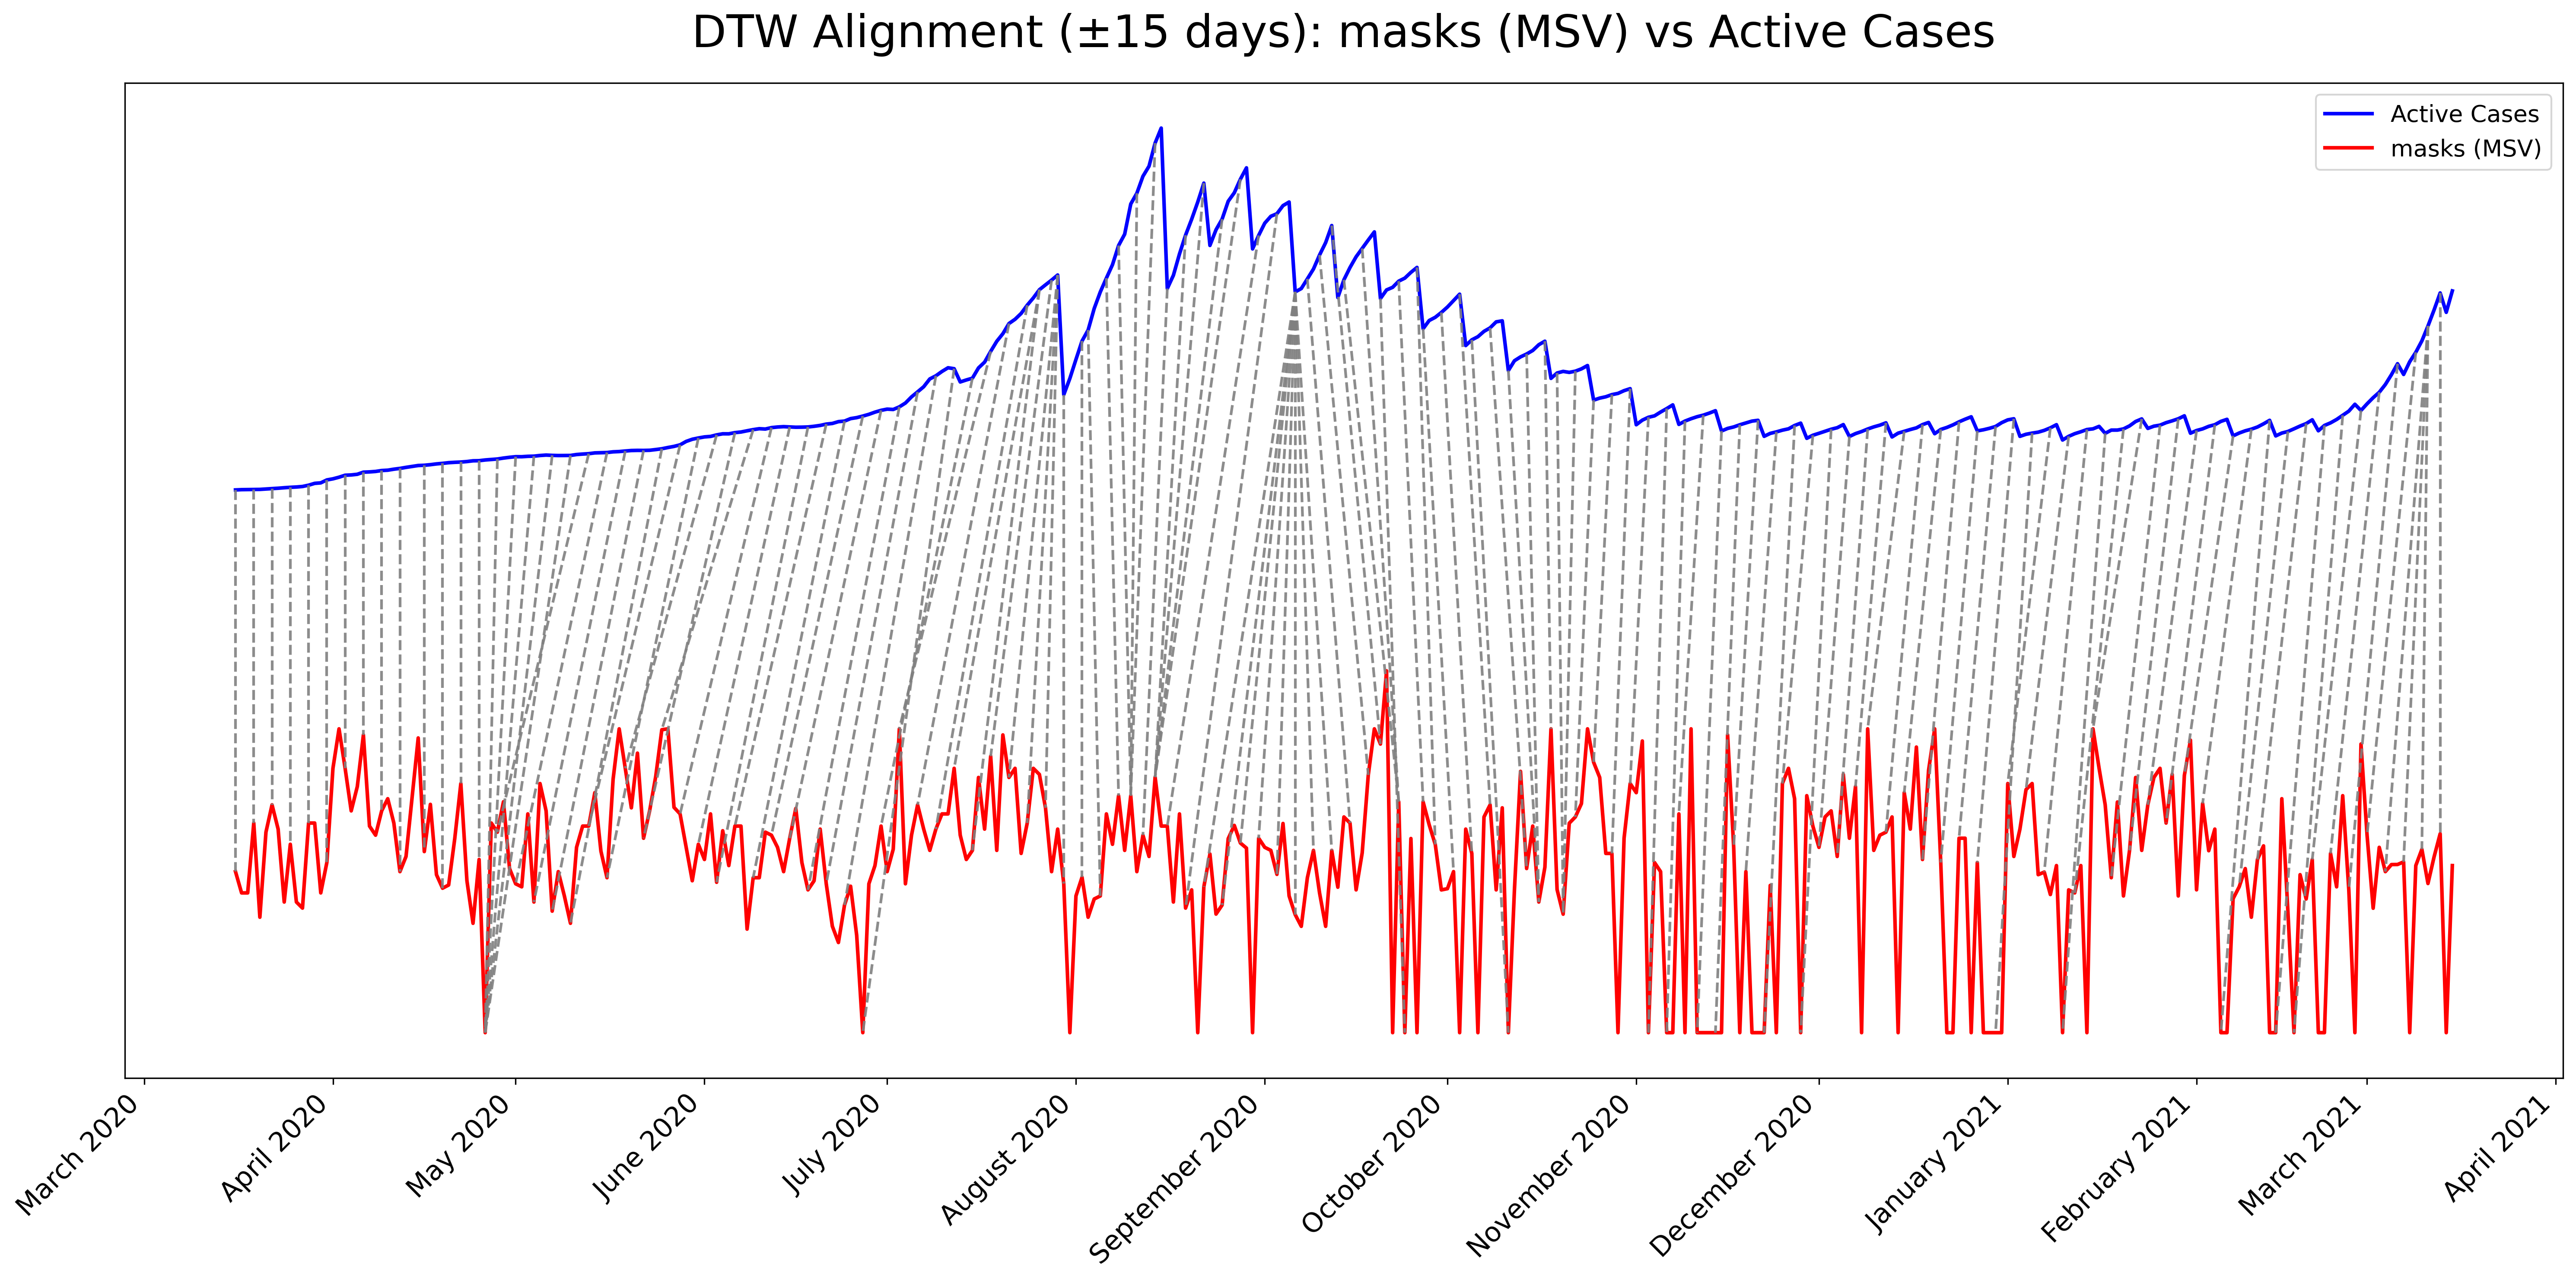 DTW Alignment (±15 days): masks (MSV) vs Active Cases
Active Cases
masks (MSV)
March 2020
April 2020
May 2020
June 2020
July 2020
August 2020
September 2020
October 2020
November 2020
December 2020
January 2021
February 2021
March 2021
April 2021